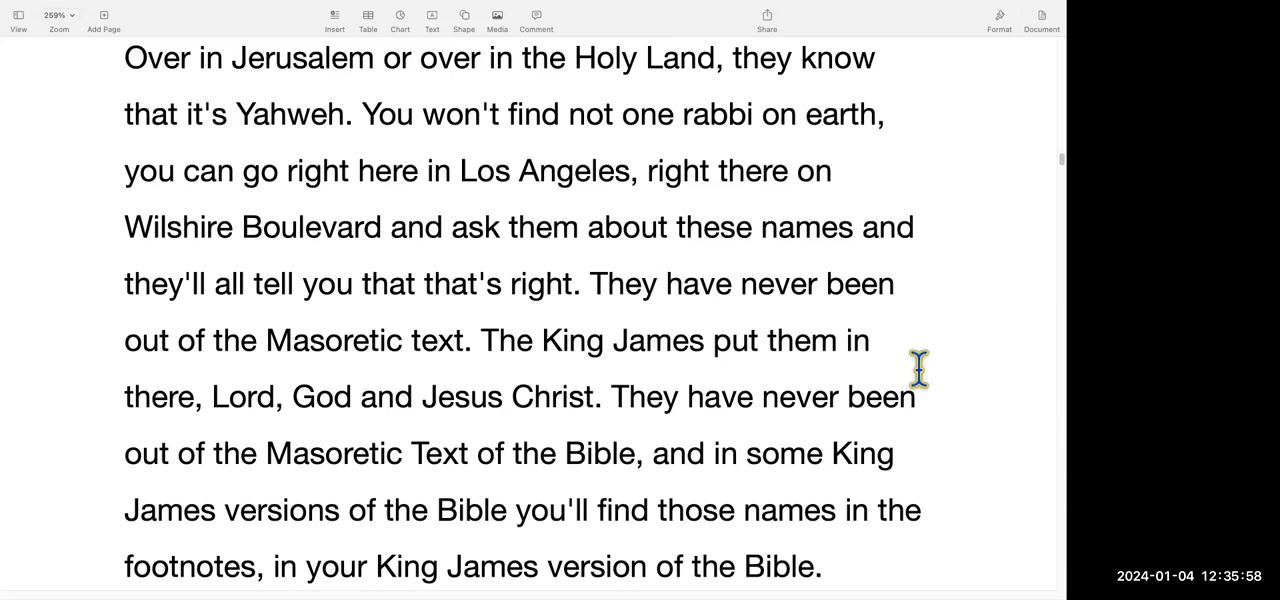 259%
View
Zoom
Add Page
Insert
Table
Chart
Text
Shape
Media
Comment
Share
Format
Document
Over in Jerusalem or over in the Holy Land, they know
that it's Yahweh. You won't find not one rabbi on earth,
you can go right here in Los Angeles, right there on
Wilshire Boulevard and ask them about these names and
they'll all tell you that that's right. They have never been
out of the Masoretic text. The King James put them in
there, Lord, God and Jesus Christ. They have never been
out of the Masoretic Text of the Bible, and in some King
James versions of the Bible you'll find those names in the
footnotes, in your King James version of the Bible.
2024-01-04 12:35:58